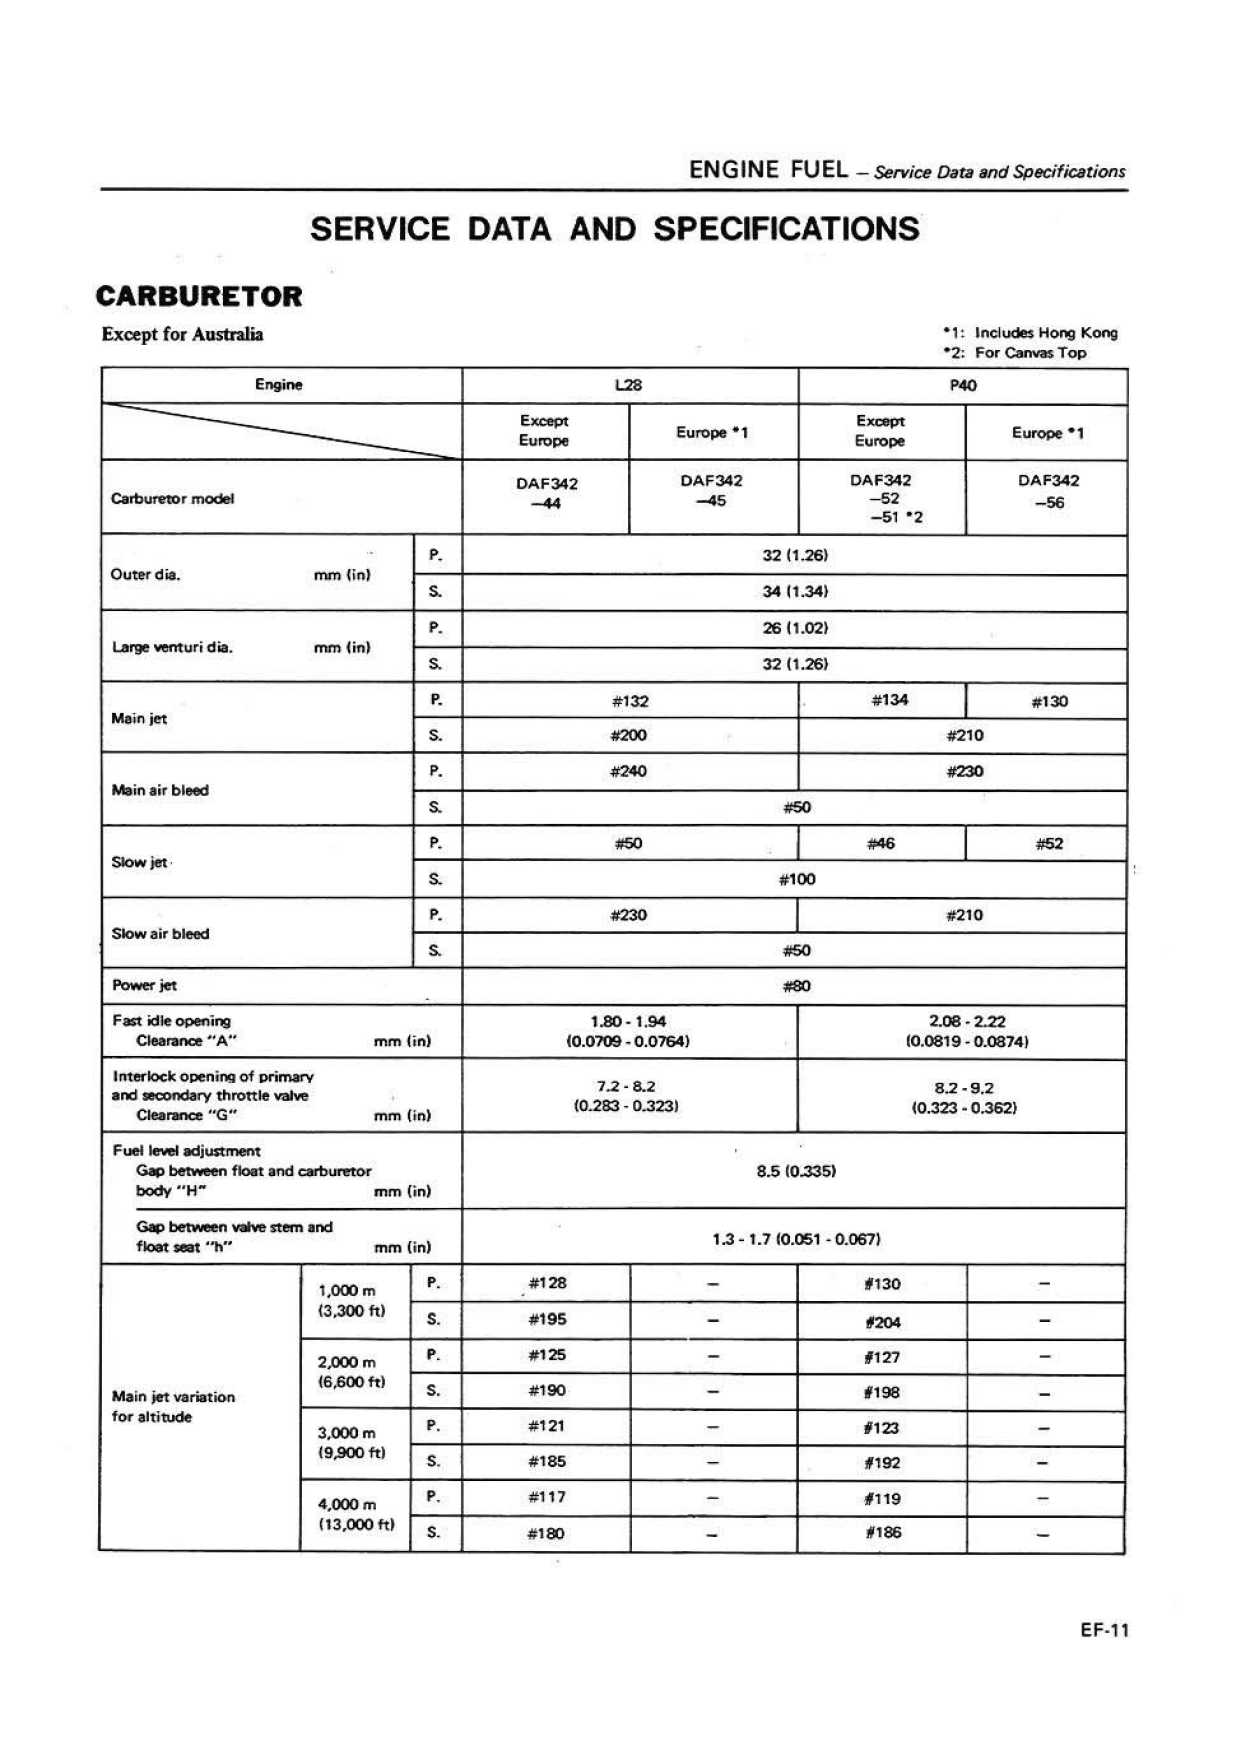 ENGINE FUEL – Service Data and Specifications
SERVICE DATA AND SPECIFICATIONS
CARBURETOR
Except for Australia
*1: Includes Hong Kong
*2: For Canvas Top
Engine L28 P40
Except Europe Europe *1 Except Europe Europe *1
Carburetor model DAF342 –44 DAF342 –45 DAF342 –52 –51 *2 DAF342 –56
Outer dia. mm (in) P. 32 (1.26)
S. 34 (1.34)
Large venturi dia. mm (in) P. 26 (1.02)
S. 32 (1.26)
Main jet P. #132 #134 #130
S. #200 #210
Main air bleed P. #240 #230
S. #50
Slow jet P. #50 #46 #52
S. #100
Slow air bleed P. #230 #210
S. #50
Power jet #80
Fast idle opening
Clearance "A" mm (in) 1.80 - 1.94 (0.0709 - 0.0764) 2.08 - 2.22 (0.0819 - 0.0874)
Interlock opening of primary
and secondary throttle valve
Clearance "G" mm (in) 7.2 - 8.2 (0.283 - 0.323) 8.2 - 9.2 (0.323 - 0.362)
Fuel level adjustment
Gap between float and carburetor
body "H" mm (in) 8.5 (0.335)
Gap between valve stem and
float seat "h" mm (in) 1.3 - 1.7 (0.051 - 0.067)
Main jet variation
for altitude
1,000 m (3,300 ft) P. #128 – #130 –
S. #195 – #204 –
2,000 m (6,600 ft) P. #125 – #127 –
S. #190 – #198 –
3,000 m (9,900 ft) P. #121 – #123 –
S. #185 – #192 –
4,000 m (13,000 ft) P. #117 – #119 –
S. #180 – #186 –
EF-11